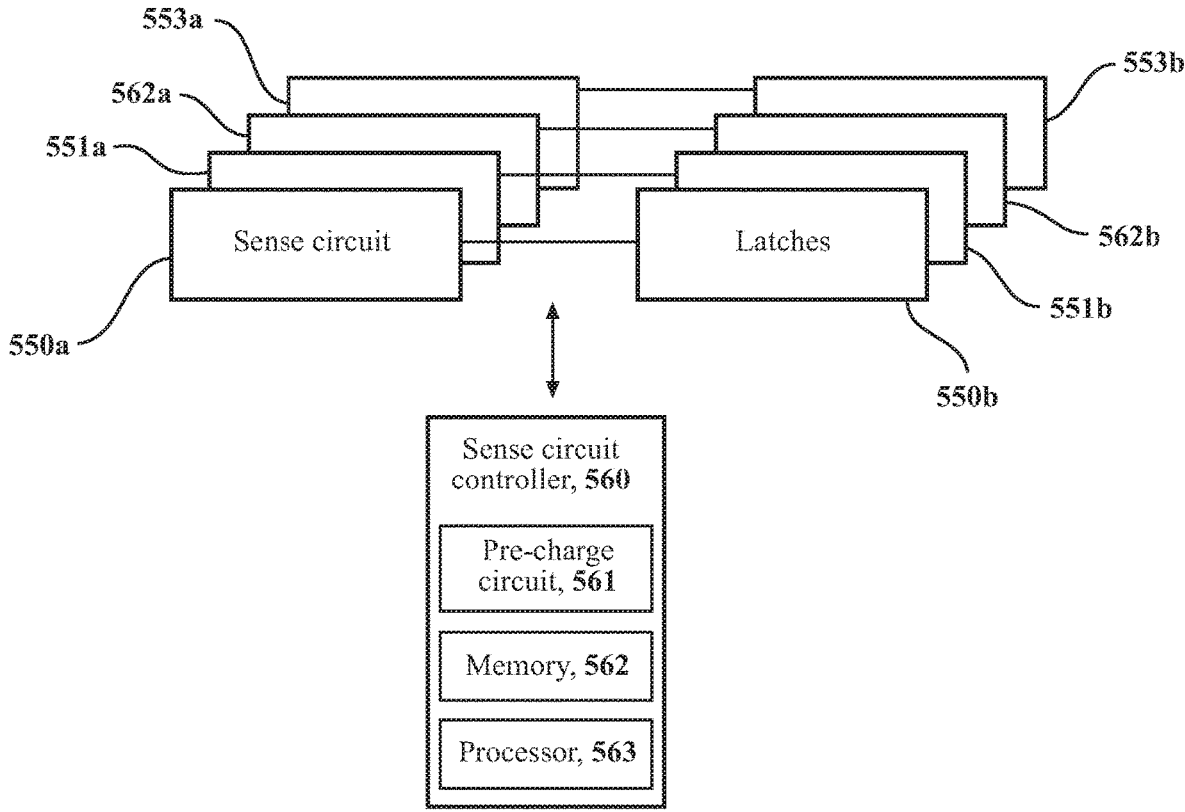 553a
553b
562a
551a
Sense circuit
Latches
562b
551b
550a
550b
Sense circuit
controller, 560
Pre-charge
circuit, 561
Memory, 562
Processor, 563